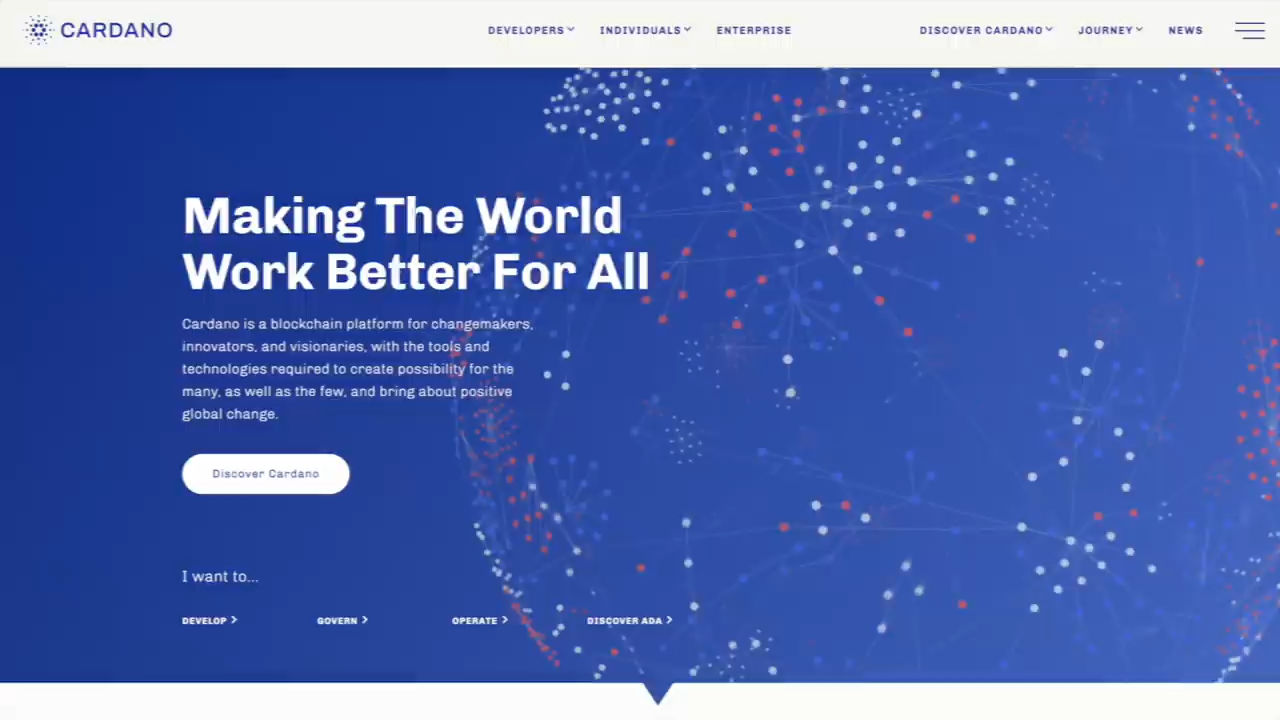 CARDANO
DEVELOPERS
INDIVIDUALS
ENTERPRISE
DISCOVER CARDANO
JOURNEY
NEWS
Making The World
Work Better For All
Cardano is a blockchain platform for changemakers,
innovators, and visionaries, with the tools and
technologies required to create possibility for the
many, as well as the few, and bring about positive
global change.
Discover Cardano
I want to...
DEVELOP
GOVERN
OPERATE
DISCOVER ADA